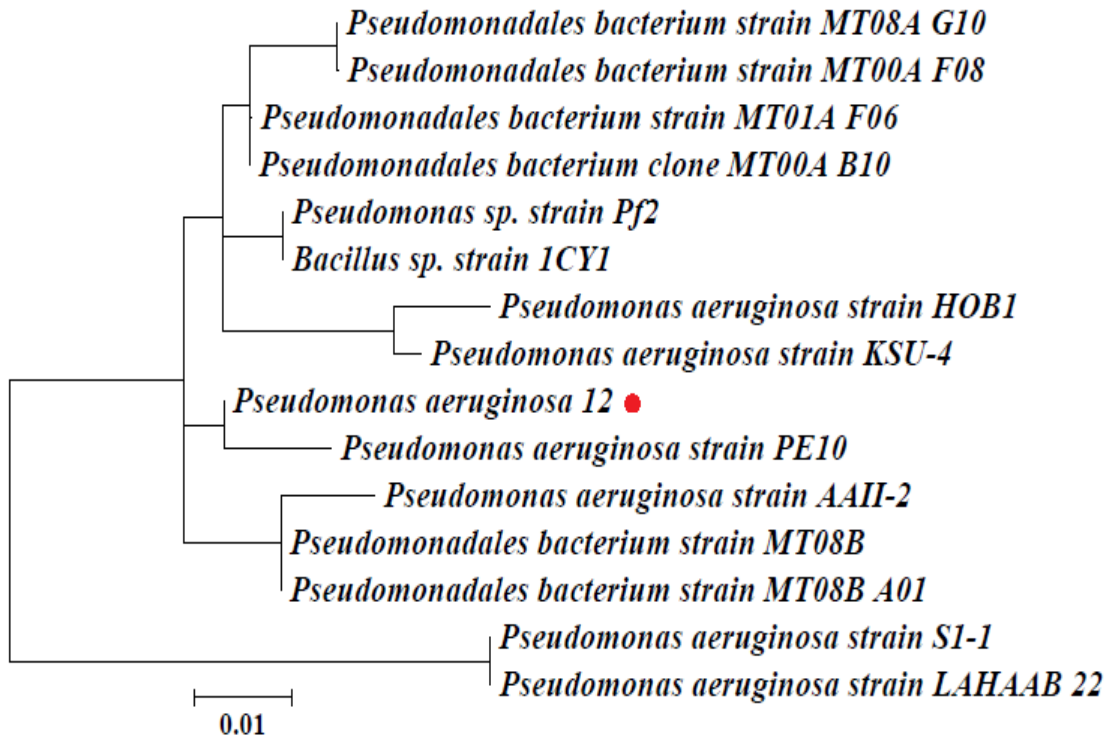 Pseudomonadales bacterium strain MT08A G10
Pseudomonadales bacterium strain MT00A F08
Pseudomonadales bacterium strain MT01A F06
Pseudomonadales bacterium clone MT00A B10
Pseudomonas sp. strain Pf2
Bacillus sp. strain 1CY1
Pseudomonas aeruginosa strain HOB1
Pseudomonas aeruginosa strain KSU-4
Pseudomonas aeruginosa 12
Pseudomonas aeruginosa strain PE10
Pseudomonas aeruginosa strain AAII-2
Pseudomonadales bacterium strain MT08B
Pseudomonadales bacterium strain MT08B A01
Pseudomonas aeruginosa strain S1-1
Pseudomonas aeruginosa strain LAHAAB 22
0.01